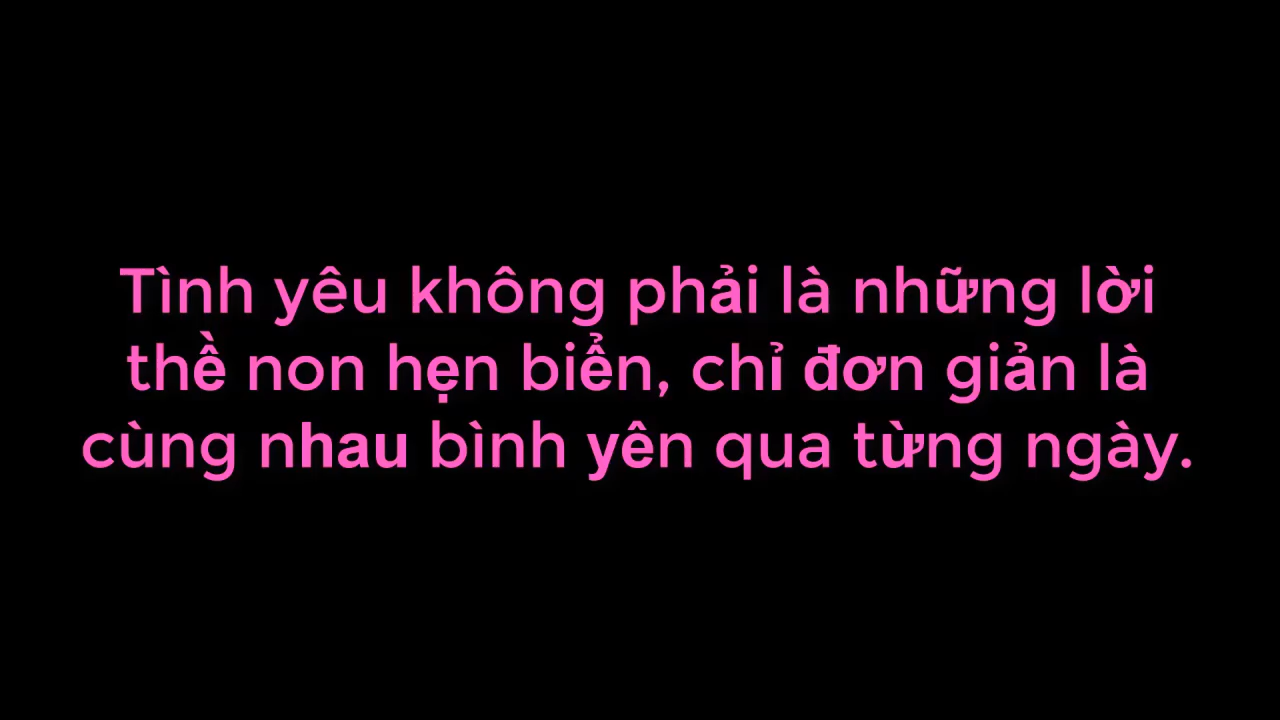 Tình yêu không phải là những lời
thề non hẹn biển, chỉ đơn giản là
cùng nhau bình yên qua từng ngày.